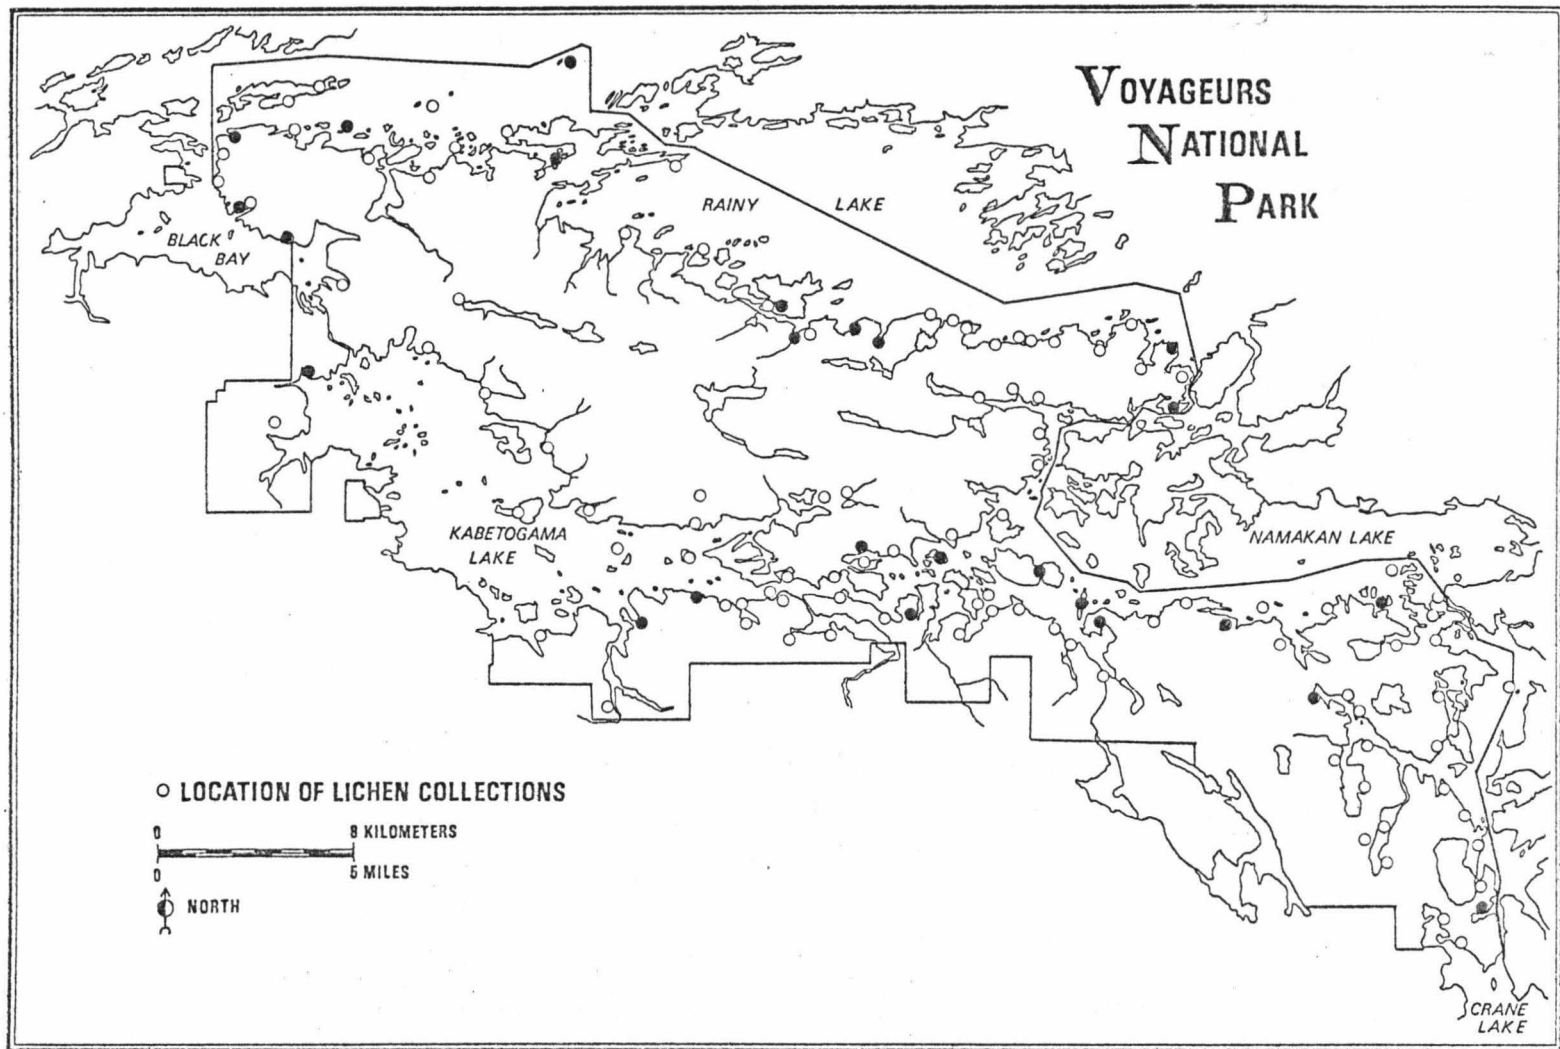 VOYAGEURS
NATIONAL
PARK
RAINY LAKE
BLACK
BAY
KABETOGAMA
LAKE
NAMAKAN LAKE
LOCATION OF LICHEN COLLECTIONS
0 8 KILOMETERS
0 5 MILES
NORTH
CRANE
LAKE